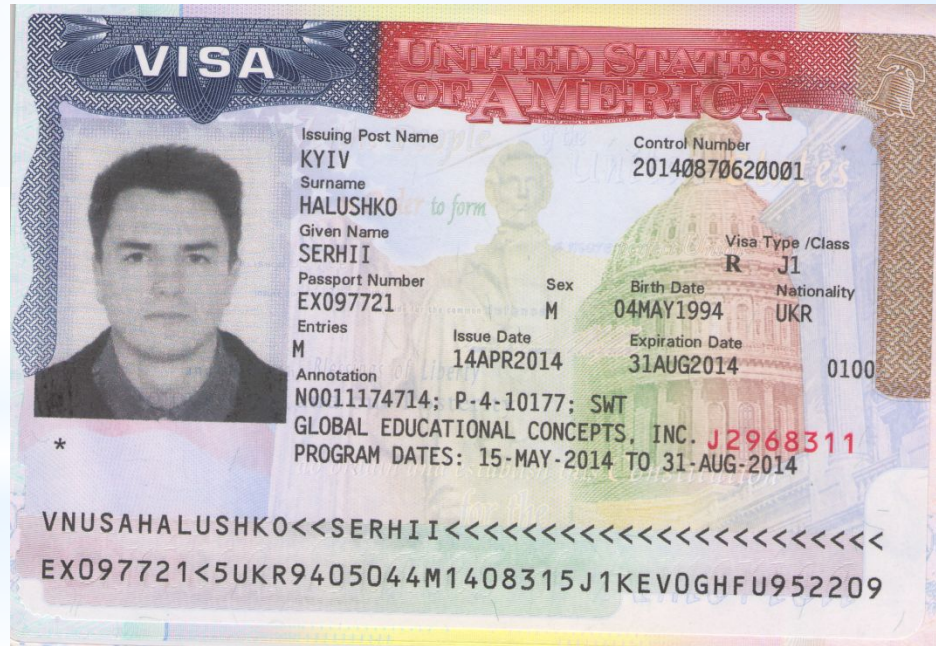 VISA
UNITED STATES
OF AMERICA
Issuing Post Name
KYIV
Control Number
20140870620001
Surname
HALUSHKO
Given Name
SERHII
Visa Type /Class
R J1
Passport Number
EX097721
Sex
M
Birth Date
04MAY1994
Nationality
UKR
Entries
M
Issue Date
14APR2014
Expiration Date
31AUG2014
0100
Annotation
N0011174714; P-4-10177; SWT
GLOBAL EDUCATIONAL CONCEPTS, INC.
J2968311
PROGRAM DATES: 15-MAY-2014 TO 31-AUG-2014
*
VNUSAHALUSHKO<<SERHII<<<<<<<<<<<<<<<<<<<<<<<
EX097721<5UKR9405044M1408315J1KEV0GHFU952209